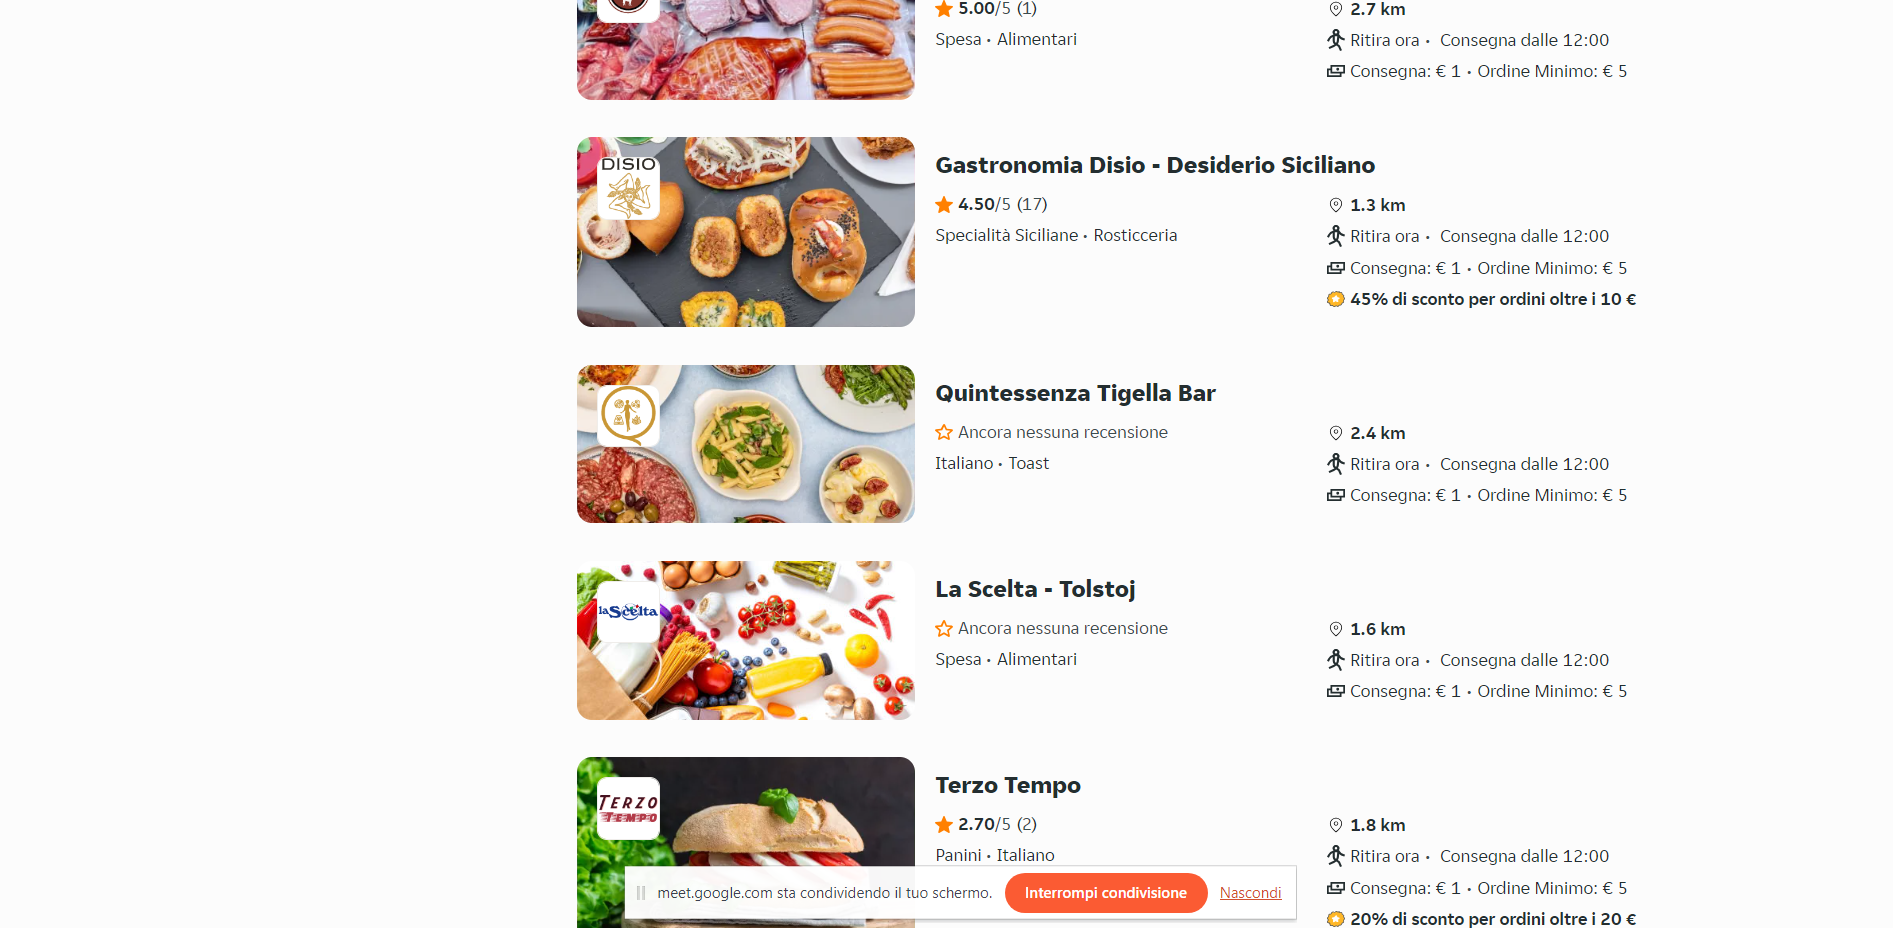 5.00/5 (1)
2.7 km
Spesa • Alimentari
Ritira ora • Consegna dalle 12:00
Consegna: € 1 • Ordine Minimo: € 5
DISIO
Gastronomia Disio - Desiderio Siciliano
4.50/5 (17)
1.3 km
Specialità Siciliane • Rosticceria
Ritira ora • Consegna dalle 12:00
Consegna: € 1 • Ordine Minimo: € 5
45% di sconto per ordini oltre i 10 €
Quintessenza Tigella Bar
Ancora nessuna recensione
2.4 km
Italiano • Toast
Ritira ora • Consegna dalle 12:00
Consegna: € 1 • Ordine Minimo: € 5
la Scelta
La Scelta - Tolstoj
Ancora nessuna recensione
1.6 km
Spesa • Alimentari
Ritira ora • Consegna dalle 12:00
Consegna: € 1 • Ordine Minimo: € 5
TERZO
TEMPO
Terzo Tempo
2.70/5 (2)
1.8 km
Panini • Italiano
Ritira ora • Consegna dalle 12:00
Consegna: € 1 • Ordine Minimo: € 5
20% di sconto per ordini oltre i 20 €
meet.google.com sta condividendo il tuo schermo.
Interrompi condivisione
Nascondi